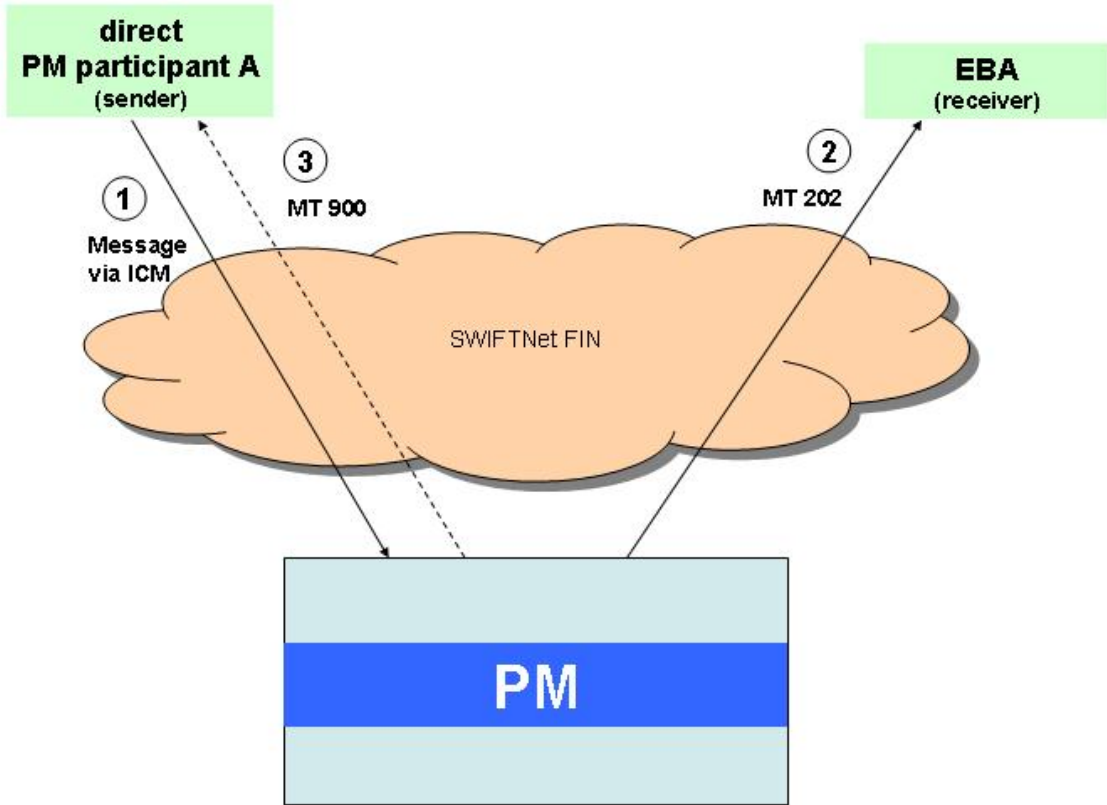 direct
PM participant A
(sender)
EBA
(receiver)
1
Message
via ICM
3
MT 900
2
MT 202
SWIFTNet FIN
PM